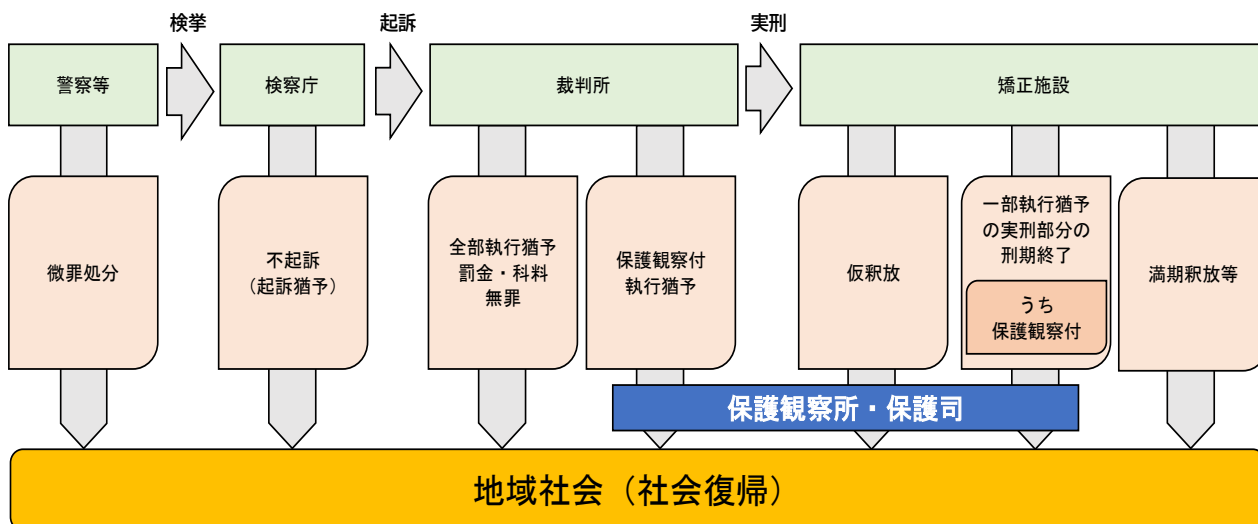 検挙
起訴
実刑
警察等
検察庁
裁判所
矯正施設
微罪処分
不起訴
（起訴猶予）
全部執行猶予
罰金・科料
無罪
保護観察付
執行猶予
仮釈放
一部執行猶予
の実刑部分の
刑期終了
うち
保護観察付
満期釈放等
保護観察所・保護司
地域社会（社会復帰）